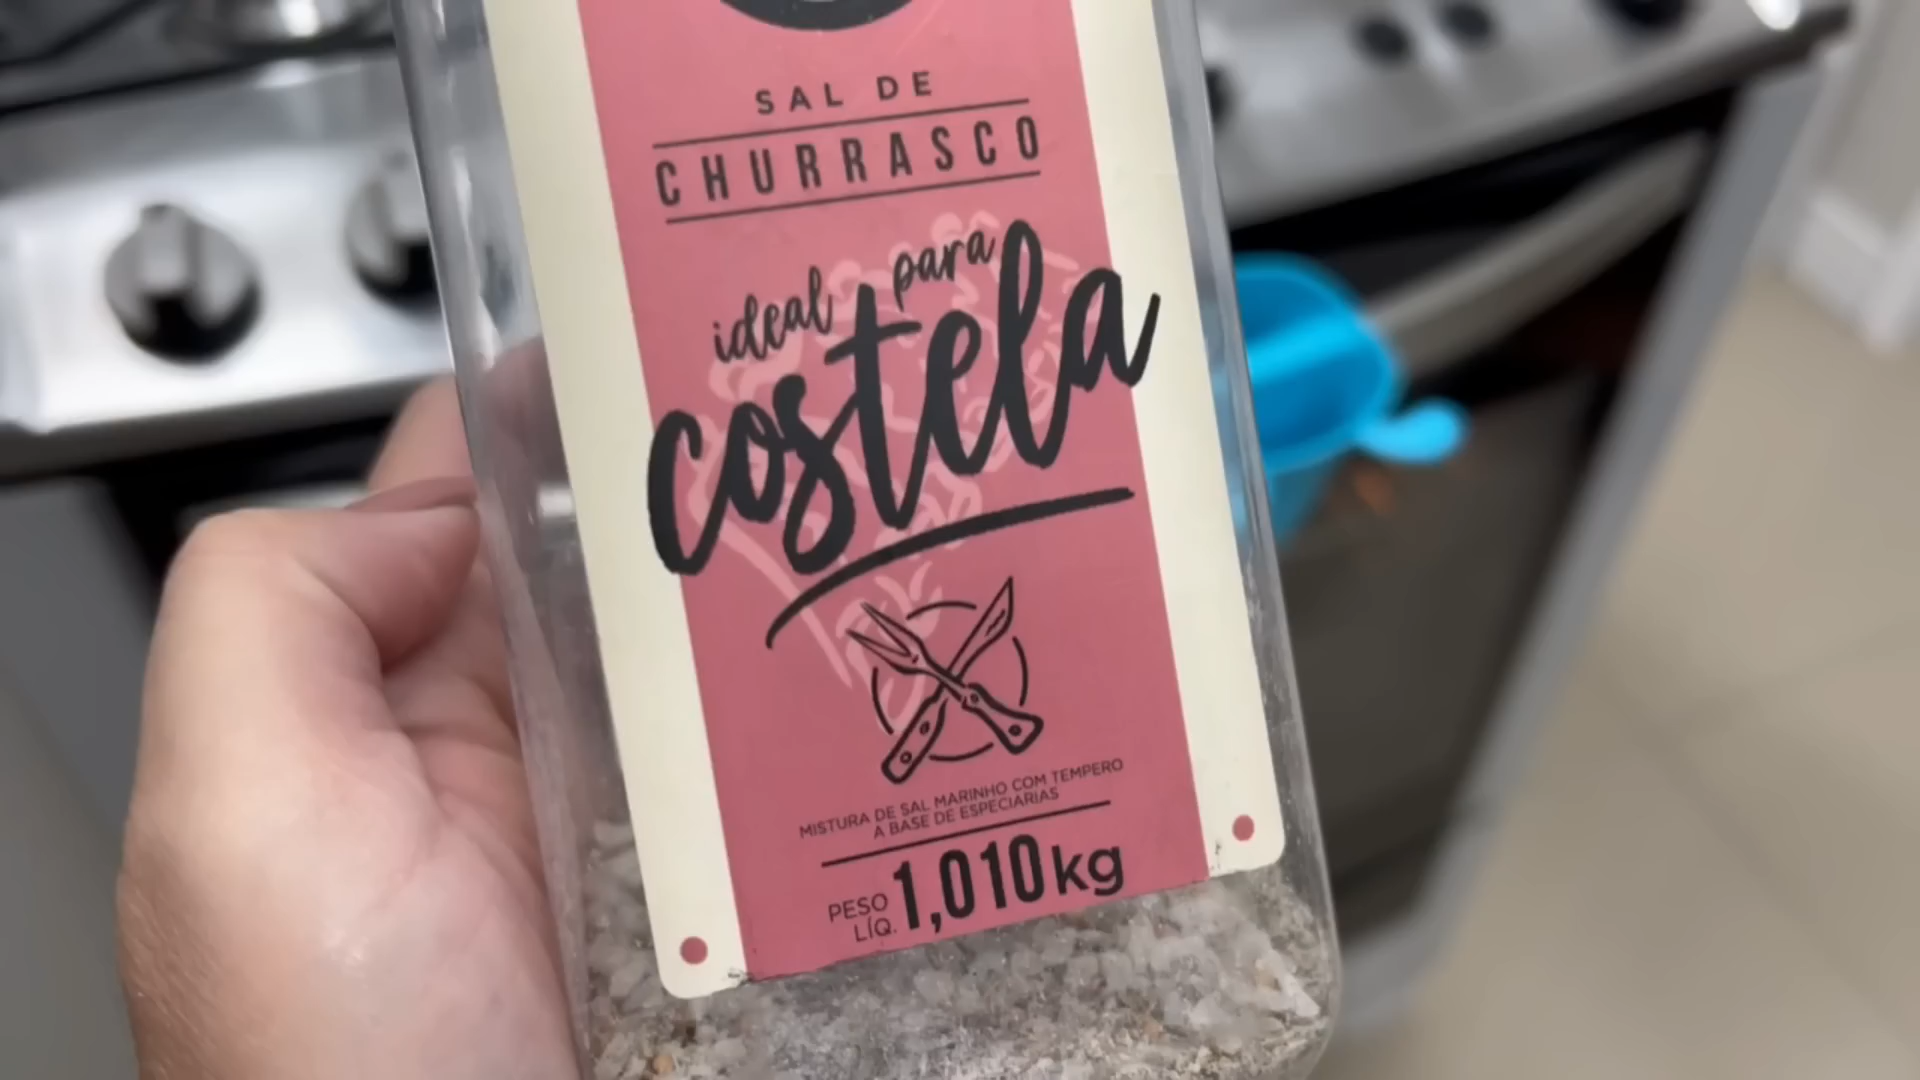 SAL DE
CHURRASCO
ideal para
costela
MISTURA DE SAL MARINHO COM TEMPERO
A BASE DE ESPECIARIAS
PESO LÍQ. 1,010kg